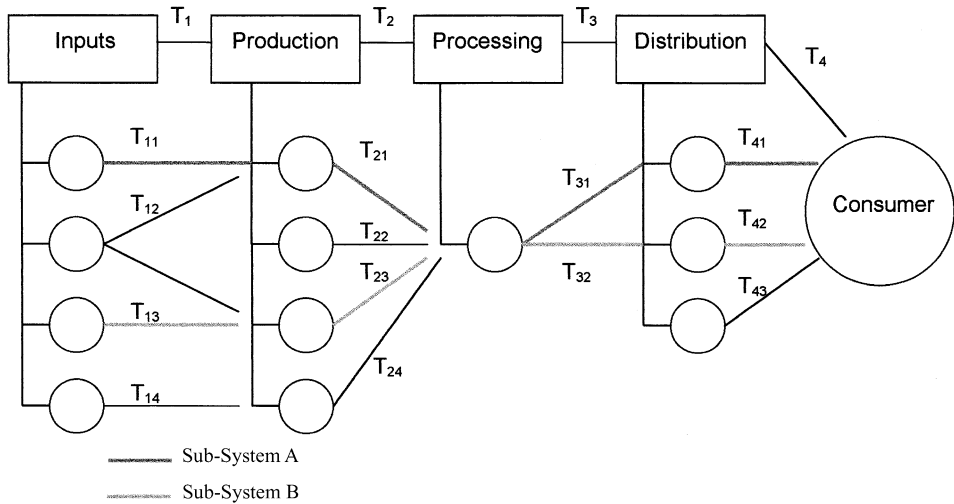 T₁ T₂ T₃
Inputs Production Processing Distribution T₄
T₁₁ T₂₁ T₄₁
T₃₁
T₁₂ Consumer
T₂₂ T₄₂
T₂₃ T₃₂
T₁₃ T₄₃
T₂₄
T₁₄
Sub-System A
Sub-System B